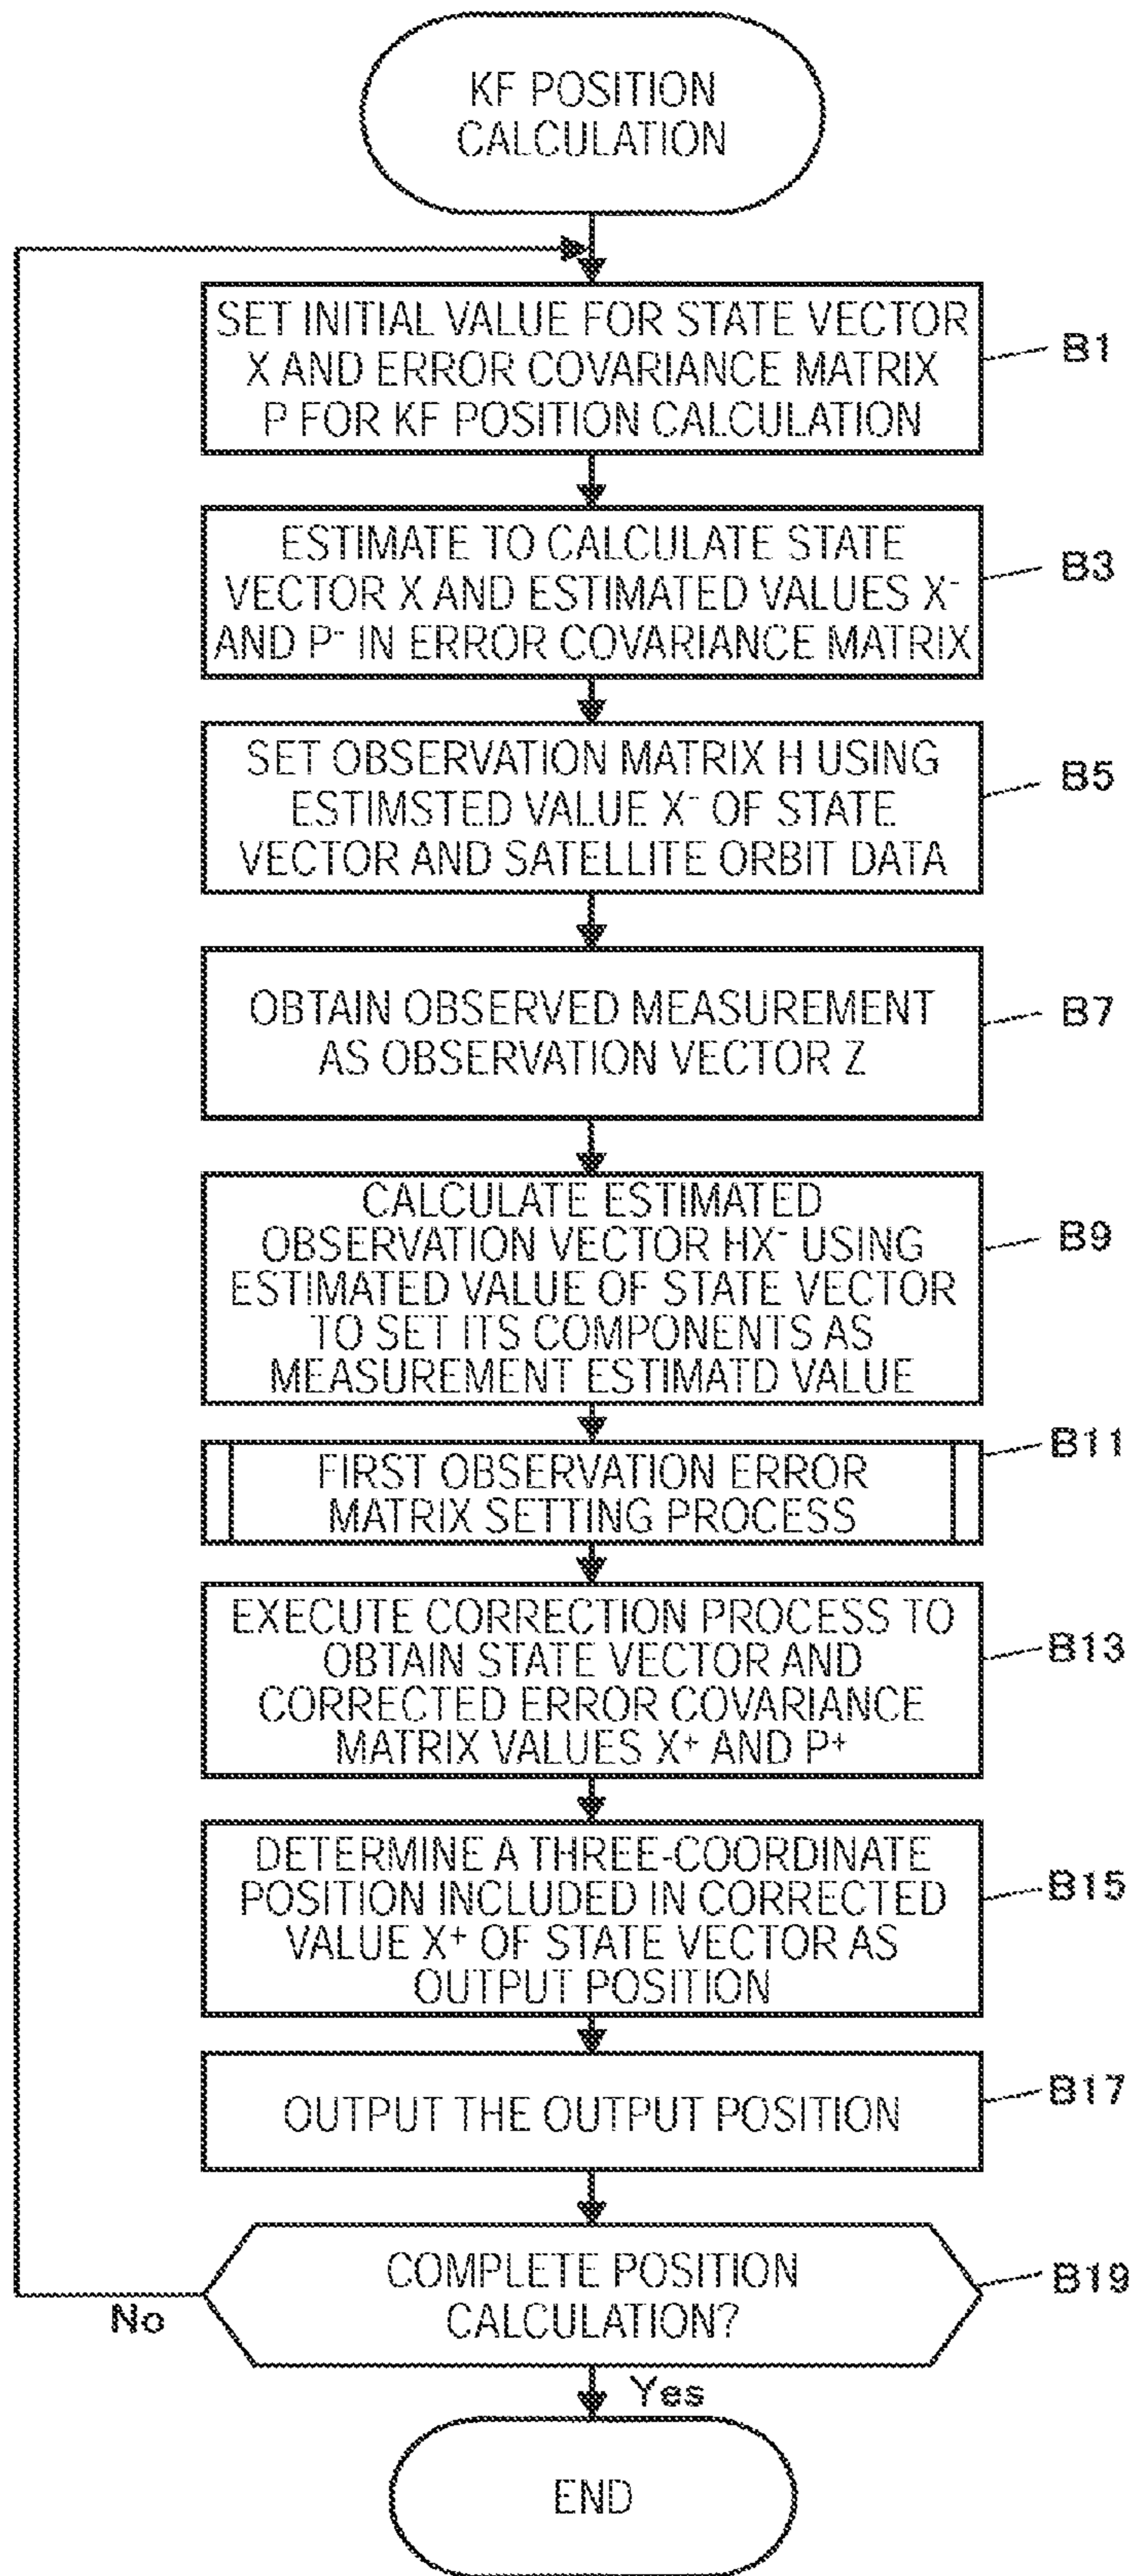 KF POSITION
CALCULATION
SET INITIAL VALUE FOR STATE VECTOR
X AND ERROR COVARIANCE MATRIX
P FOR KF POSITION CALCULATION
B1
ESTIMATE TO CALCULATE STATE
VECTOR X AND ESTIMATED VALUES X⁻
AND P⁻ IN ERROR COVARIANCE MATRIX
B3
SET OBSERVATION MATRIX H USING
ESTIMSTED VALUE X⁻ OF STATE
VECTOR AND SATELLITE ORBIT DATA
B5
OBTAIN OBSERVED MEASUREMENT
AS OBSERVATION VECTOR Z
B7
CALCULATE ESTIMATED
OBSERVATION VECTOR HX⁻ USING
ESTIMATED VALUE OF STATE VECTOR
TO SET ITS COMPONENTS AS
MEASUREMENT ESTIMATD VALUE
B9
FIRST OBSERVATION ERROR
MATRIX SETTING PROCESS
B11
EXECUTE CORRECTION PROCESS TO
OBTAIN STATE VECTOR AND
CORRECTED ERROR COVARIANCE
MATRIX VALUES X⁺ AND P⁺
B13
DETERMINE A THREE-COORDINATE
POSITION INCLUDED IN CORRECTED
VALUE X⁺ OF STATE VECTOR AS
OUTPUT POSITION
B15
OUTPUT THE OUTPUT POSITION
B17
COMPLETE POSITION
CALCULATION?
B19
No
Yes
END